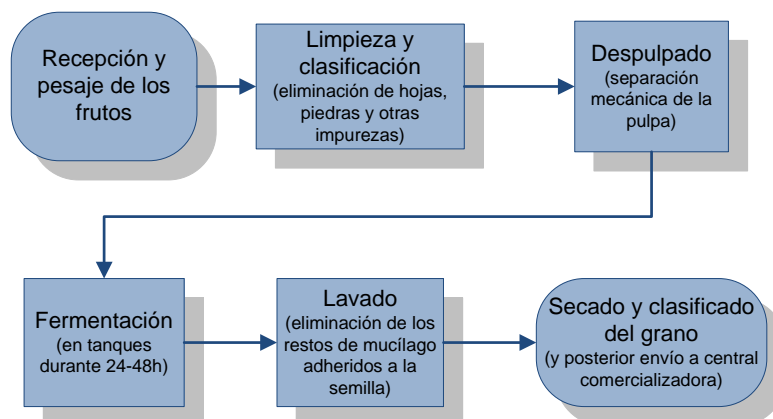 Recepción y
pesaje de los
frutos
Limpieza y
clasificación
(eliminación de hojas,
piedras y otras
impurezas)
Despulpado
(separación
mecánica de la
pulpa)
Fermentación
(en tanques
durante 24-48h)
Lavado
(eliminación de los
restos de mucílago
adheridos a la
semilla)
Secado y clasificado
del grano
(y posterior envío a central
comercializadora)